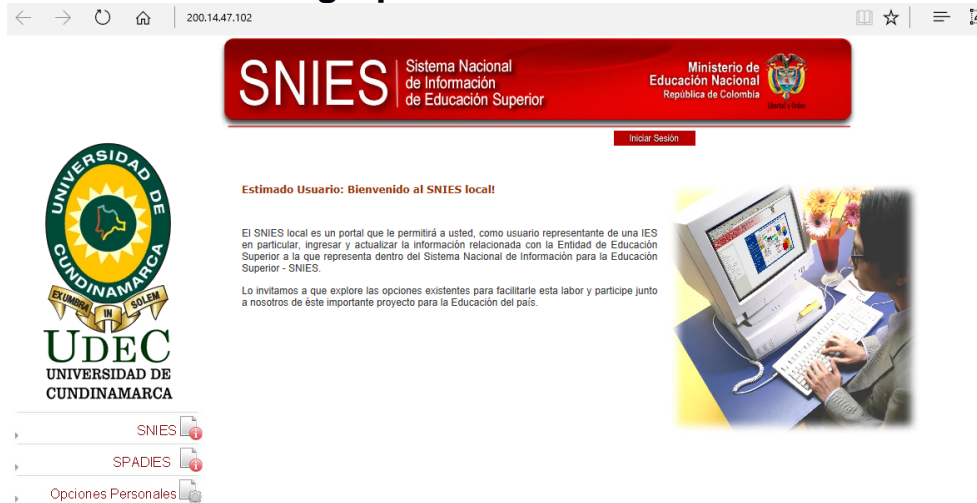 200.14.47.102
SNIES
Sistema Nacional
de Información
de Educación Superior
Ministerio de
Educación Nacional
República de Colombia
Libertad y Orden
Iniciar Sesión
UNIVERSIDAD DE CUNDINAMARCA
EXUMBRA IN SOLEM
UDEC
UNIVERSIDAD DE
CUNDINAMARCA
Estimado Usuario: Bienvenido al SNIES local!
El SNIES local es un portal que le permitirá a usted, como usuario representante de una IES
en particular, ingresar y actualizar la información relacionada con la Entidad de Educación
Superior a la que representa dentro del Sistema Nacional de Información para la Educación
Superior - SNIES.
Lo invitamos a que explore las opciones existentes para facilitarle esta labor y participe junto
a nosotros de éste importante proyecto para la Educación del país.
SNIES
SPADIES
Opciones Personales